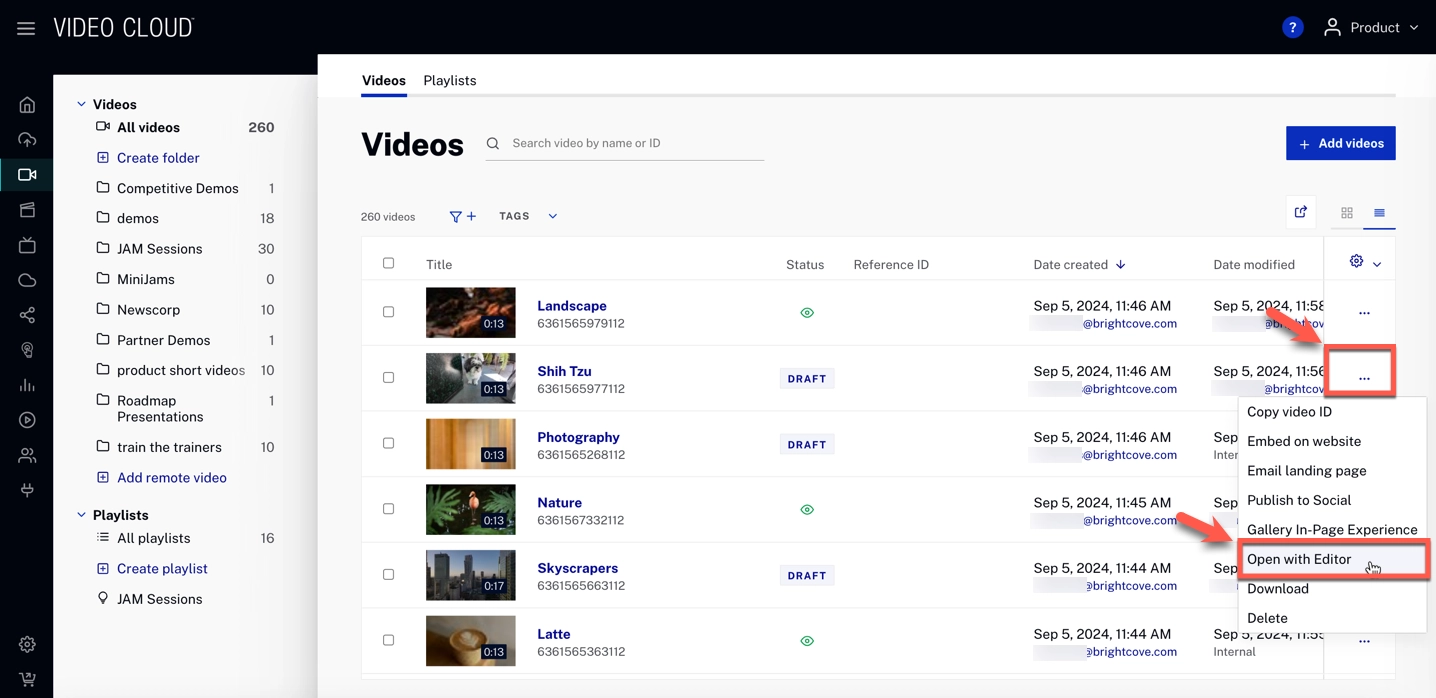 VIDEO CLOUD
?
Product
Videos
All videos 260
Create folder
Competitive Demos 1
demos 18
JAM Sessions 30
MiniJams 0
Newscorp 10
Partner Demos 1
product short videos 10
Roadmap 1
Presentations
train the trainers 10
Add remote video
Playlists
All playlists 16
Create playlist
JAM Sessions
Videos Playlists
Videos
Search video by name or ID
+ Add videos
260 videos
TAGS
Title Status Reference ID Date created Date modified
0:13
Landscape Sep 5, 2024, 11:46 AM Sep 5, 2024, 11:58
6361565979112 @brightcove.com
...
0:13
Shih Tzu DRAFT Sep 5, 2024, 11:46 AM Sep 5, 2024, 11:56
6361565977112 @brightcove.com @brightcov
...
0:13
Photography DRAFT Sep 5, 2024, 11:46 AM Sep
6361565268112 @brightcove.com Inter
0:13
Nature Sep 5, 2024, 11:45 AM Sep
6361567332112 @brightcove.com
0:17
Skyscrapers DRAFT Sep 5, 2024, 11:44 AM Sep
6361565663112 @brightcove.com
0:13
Latte Sep 5, 2024, 11:44 AM
6361565363112 @brightcove.com Internal
...
Copy video ID
Embed on website
Email landing page
Publish to Social
Gallery In-Page Experience
Open with Editor
Download
Delete